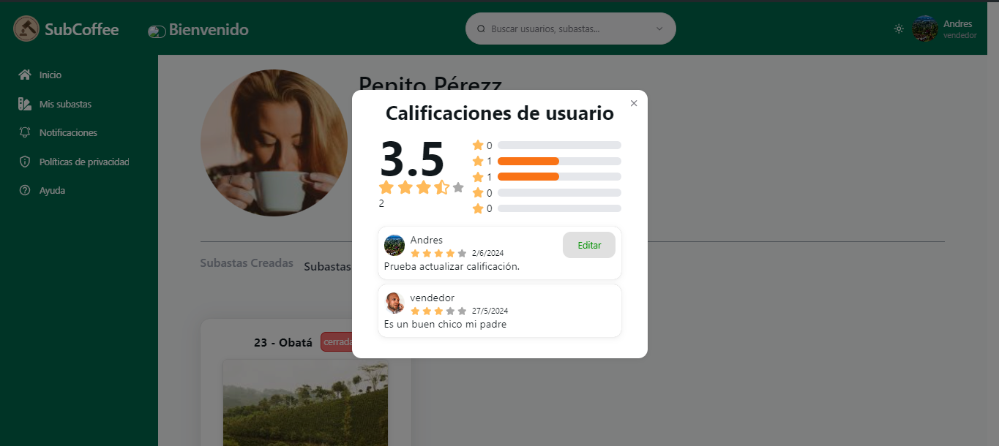 SubCoffee
Bienvenido
Buscar usuarios, subastas...
Andres
vendedor
Inicio
Mis subastas
Notificaciones
Políticas de privacidad
Ayuda
Pepito Pérezz
Calificaciones de usuario
3.5
2
0
1
1
0
0
Andres
2/6/2024
Editar
Prueba actualizar calificación.
vendedor
27/5/2024
Es un buen chico mi padre
Subastas Creadas
Subastas
23 - Obatá
cerrada